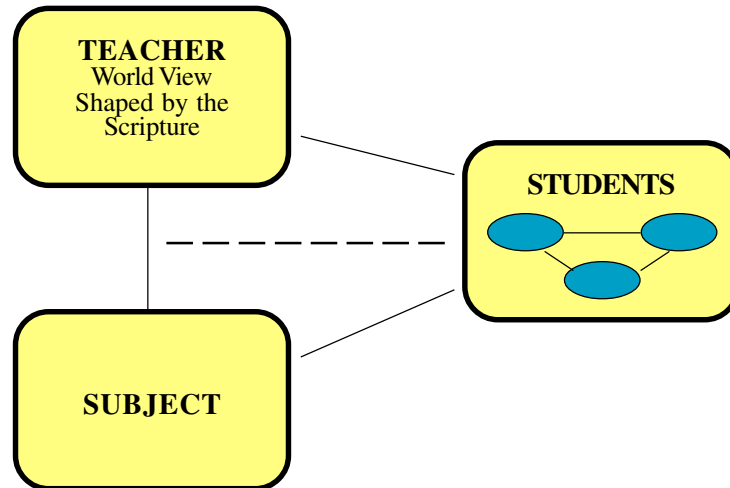 TEACHER
World View
Shaped by the
Scripture
STUDENTS
SUBJECT